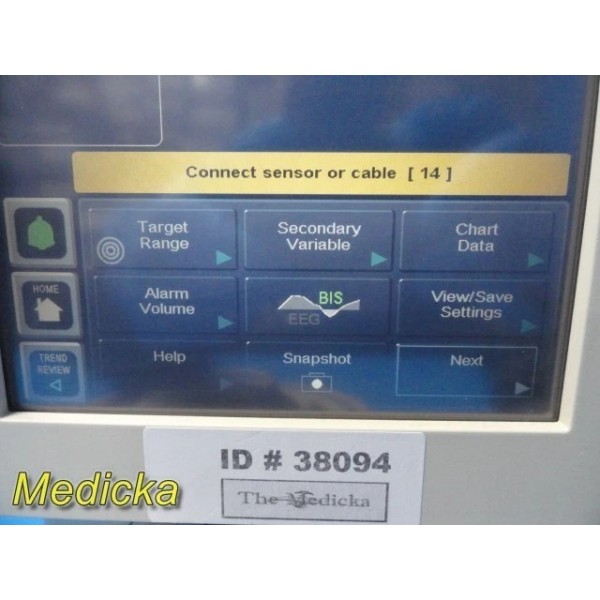 Connect sensor or cable [ 14 ]
Target
Range
Secondary
Variable
Chart
Data
HOME
Alarm
Volume
BIS
EEG
View/Save
Settings
TREND
REVIEW
Help
Snapshot
Next
ID # 38094
The Medicka
Medicka